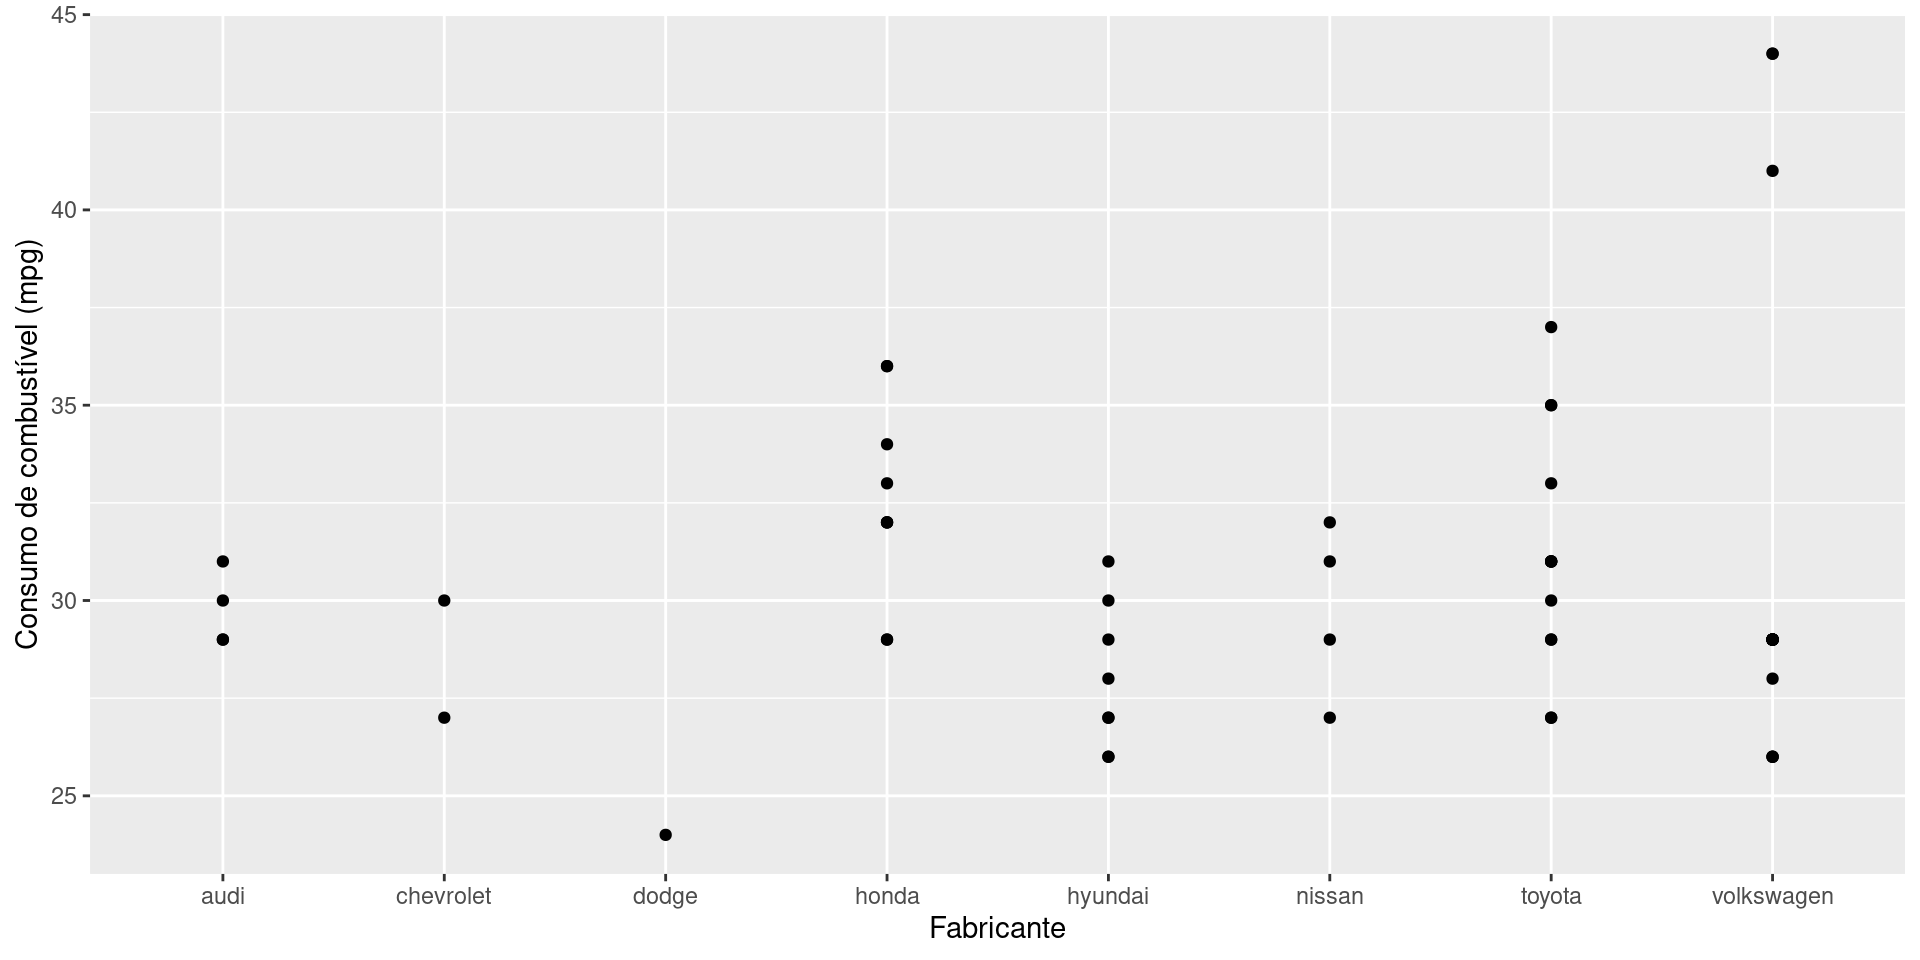 45
40
35
30
25
Consumo de combustível (mpg)
audi chevrolet dodge honda hyundai nissan toyota volkswagen
Fabricante